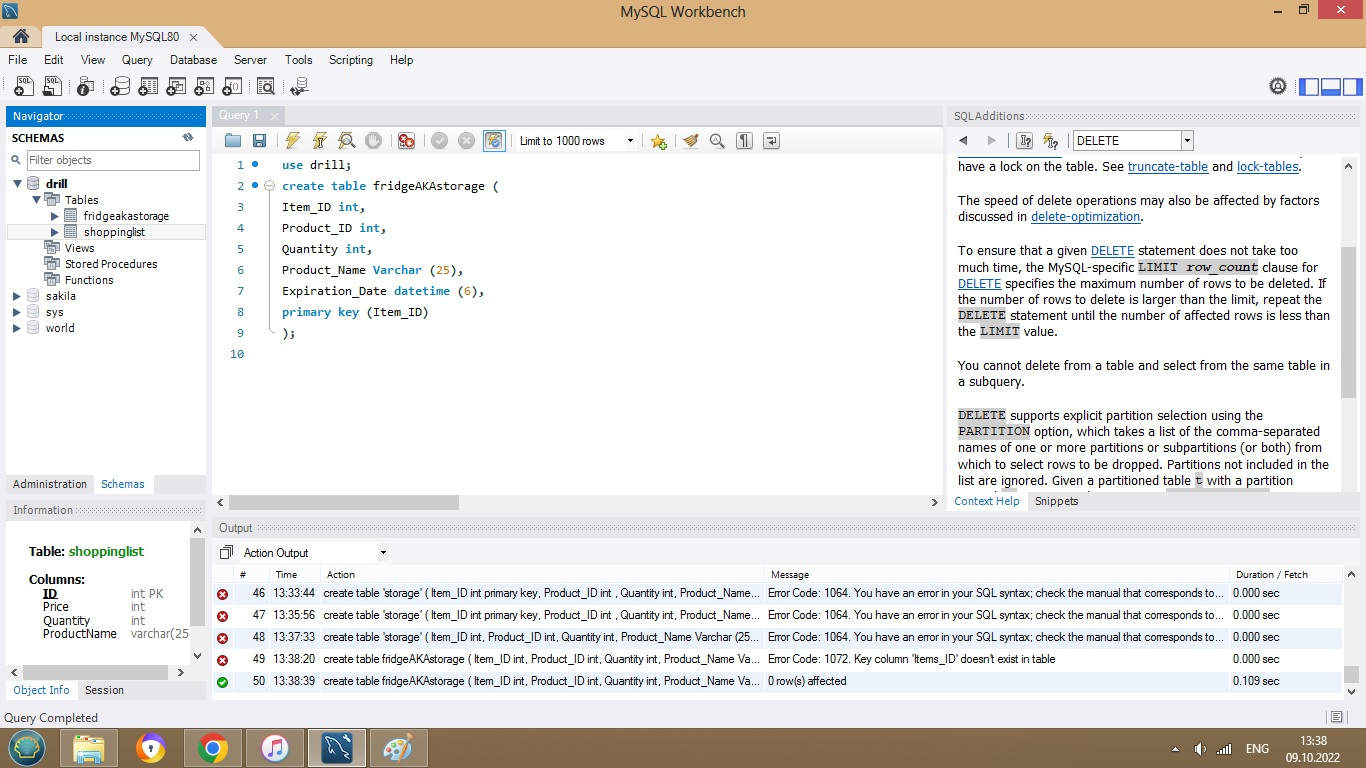 MySQL Workbench
Local instance MySQL80
File Edit View Query Database Server Tools Scripting Help
Navigator
SCHEMAS
Filter objects
drill
Tables
fridgeakastorage
shoppinglist
Views
Stored Procedures
Functions
sakila
sys
world
Administration Schemas
Information
Table: shoppinglist
Columns:
ID int PK
Price int
Quantity int
ProductName varchar(25
Object Info Session
Query 1
Limit to 1000 rows
1 use drill;
2 create table fridgeAKAstorage (
3 Item_ID int,
4 Product_ID int,
5 Quantity int,
6 Product_Name Varchar (25),
7 Expiration_Date datetime (6),
8 primary key (Item_ID)
9 );
10
SQLAdditions
DELETE
have a lock on the table. See truncate-table and lock-tables.
The speed of delete operations may also be affected by factors
discussed in delete-optimization.
To ensure that a given DELETE statement does not take too
much time, the MySQL-specific LIMIT row_count clause for
DELETE specifies the maximum number of rows to be deleted. If
the number of rows to delete is larger than the limit, repeat the
DELETE statement until the number of affected rows is less than
the LIMIT value.
You cannot delete from a table and select from the same table in
a subquery.
DELETE supports explicit partition selection using the
PARTITION option, which takes a list of the comma-separated
names of one or more partitions or subpartitions (or both) from
which to select rows to be dropped. Partitions not included in the
list are ignored. Given a partitioned table t with a partition
Context Help Snippets
Output
Action Output
# Time Action Message Duration / Fetch
46 13:33:44 create table 'storage' ( Item_ID int primary key, Product_ID int , Quantity int, Product_Name... Error Code: 1064. You have an error in your SQL syntax; check the manual that corresponds to... 0.000 sec
47 13:35:56 create table 'storage' ( Item_ID int primary key, Product_ID int , Quantity int, Product_Name... Error Code: 1064. You have an error in your SQL syntax; check the manual that corresponds to... 0.000 sec
48 13:37:33 create table 'storage' ( Item_ID int, Product_ID int, Quantity int, Product_Name Varchar (25... Error Code: 1064. You have an error in your SQL syntax; check the manual that corresponds to... 0.000 sec
49 13:38:20 create table fridgeAKAstorage ( Item_ID int, Product_ID int, Quantity int, Product_Name Va... Error Code: 1072. Key column 'Items_ID' doesn't exist in table 0.000 sec
50 13:38:39 create table fridgeAKAstorage ( Item_ID int, Product_ID int, Quantity int, Product_Name Va... 0 row(s) affected 0.109 sec
Query Completed
ENG
13:38
09.10.2022